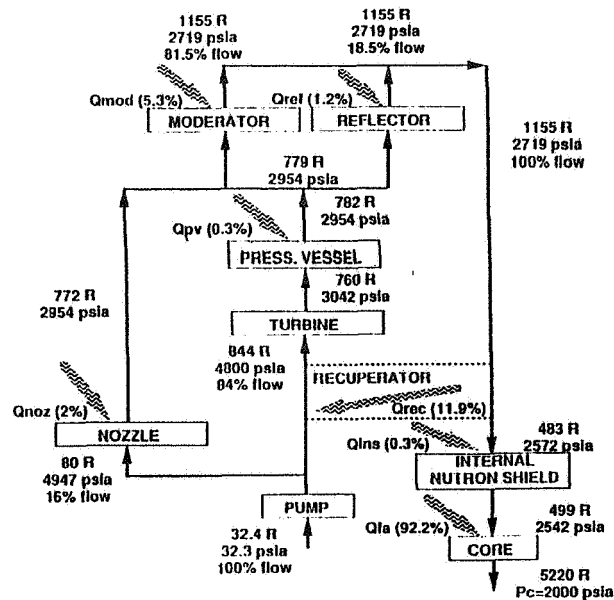 1155 R
2719 psia
81.5% flow
1155 R
2719 psia
18.5% flow
Qmod (5.3%)
Qref (1.2%)
MODERATOR
REFLECTOR
1155 R
2719 psia
100% flow
779 R
2954 psia
782 R
2954 psia
Qpv (0.3%)
PRESS. VESSEL
760 R
3042 psia
772 R
2954 psia
TURBINE
844 R
4800 psia
84% flow
RECUPERATOR
Qrec (11.9%)
Qnoz (2%)
NOZZLE
Qins (0.3%)
483 R
2572 psia
INTERNAL
NUTRON SHIELD
80 R
4947 psia
16% flow
PUMP
499 R
2542 psia
Qfa (92.2%)
CORE
32.4 R
32.3 psia
100% flow
5220 R
Pc=2000 psia